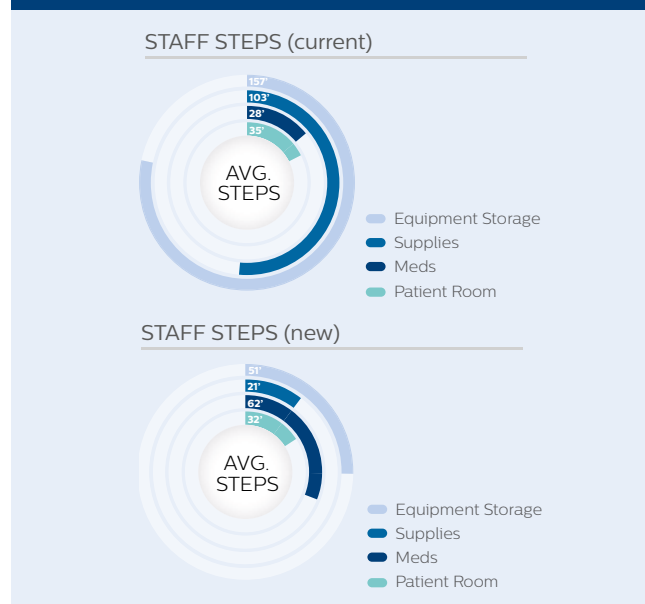 STAFF STEPS (current)
157'
103'
28'
35'
AVG.
STEPS
Equipment Storage
Supplies
Meds
Patient Room
STAFF STEPS (new)
51'
21'
62'
32'
AVG.
STEPS
Equipment Storage
Supplies
Meds
Patient Room